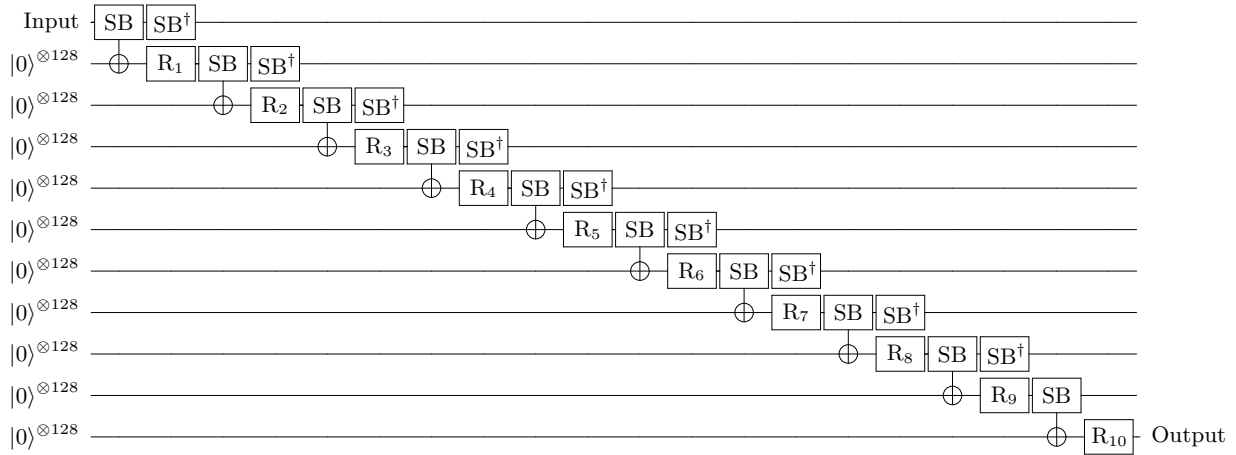 Input SB SB†
|0⟩⊗128 R1 SB SB†
|0⟩⊗128 R2 SB SB†
|0⟩⊗128 R3 SB SB†
|0⟩⊗128 R4 SB SB†
|0⟩⊗128 R5 SB SB†
|0⟩⊗128 R6 SB SB†
|0⟩⊗128 R7 SB SB†
|0⟩⊗128 R8 SB SB†
|0⟩⊗128 R9 SB
|0⟩⊗128 R10 Output